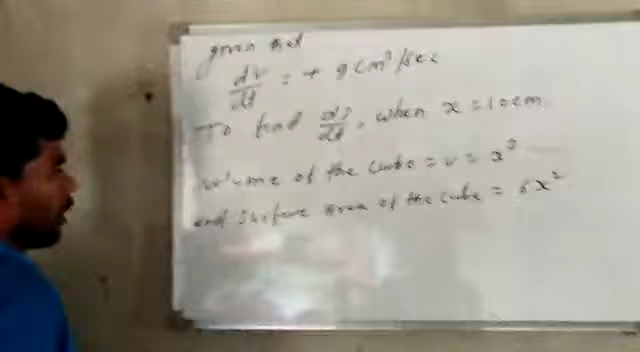 given that
dV/dt = + 9 cm³/sec
To find dS/dt, when x = 10 cm
volume of the cube = v = x³
and surface area of the cube = 6x²